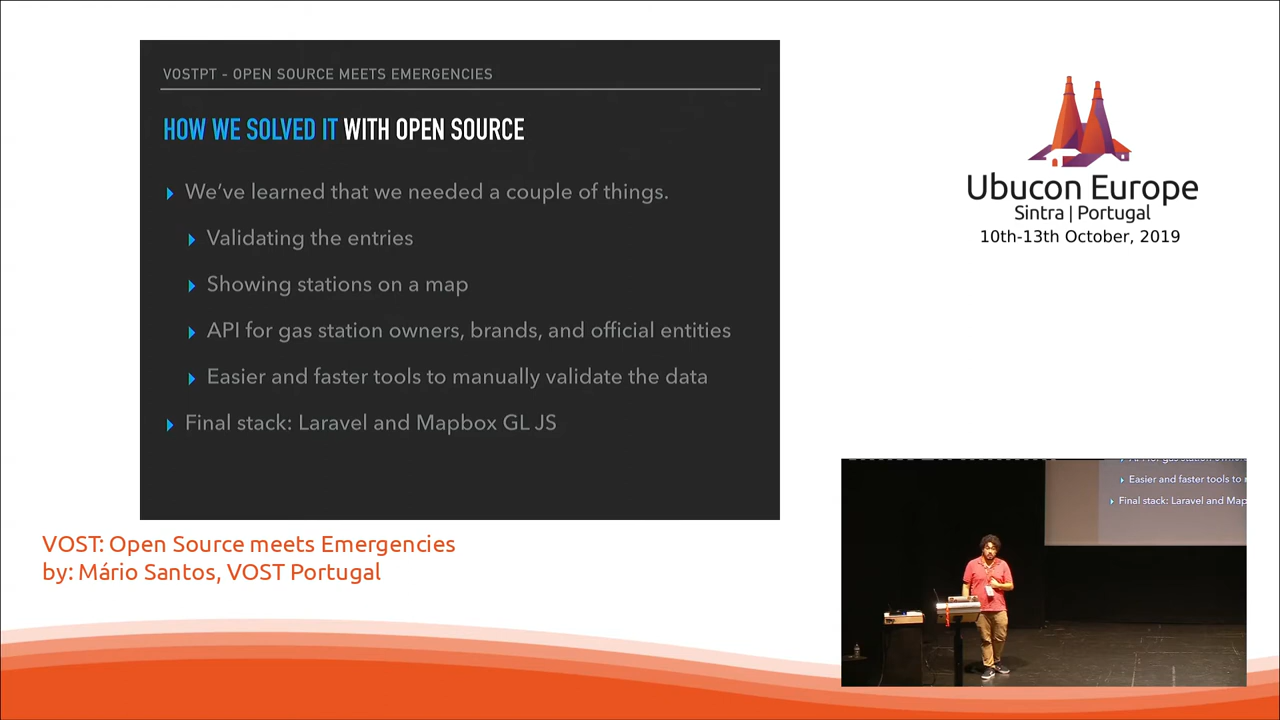 VOSTPT - OPEN SOURCE MEETS EMERGENCIES
HOW WE SOLVED IT WITH OPEN SOURCE
We’ve learned that we needed a couple of things.
Validating the entries
Showing stations on a map
API for gas station owners, brands, and official entities
Easier and faster tools to manually validate the data
Final stack: Laravel and Mapbox GL JS
Ubucon Europe
Sintra | Portugal
10th-13th October, 2019
VOST: Open Source meets Emergencies
by: Mário Santos, VOST Portugal
API for gas station
Easier and faster tools to
Final stack: Laravel and Map